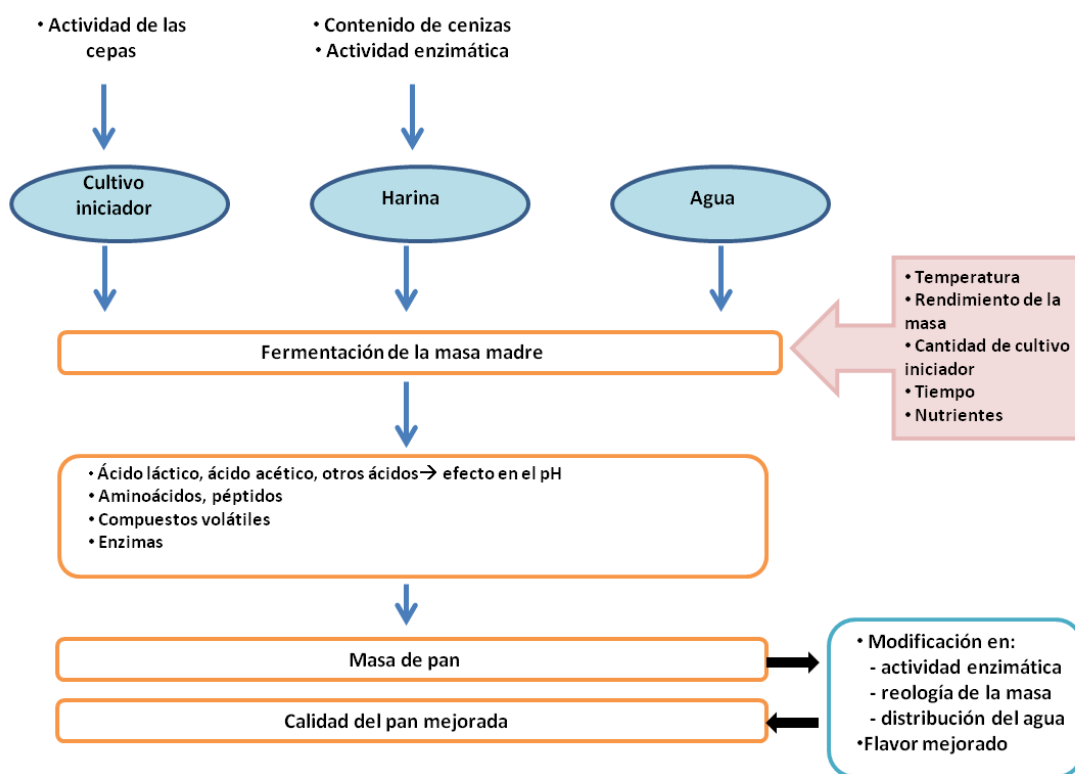 • Actividad de las
cepas
• Contenido de cenizas
• Actividad enzimática
Cultivo
iniciador
Harina
Agua
• Temperatura
• Rendimiento de la
masa
• Cantidad de cultivo
iniciador
• Tiempo
• Nutrientes
Fermentación de la masa madre
• Ácido láctico, ácido acético, otros ácidos→ efecto en el pH
• Aminoácidos, péptidos
• Compuestos volátiles
• Enzimas
Masa de pan
• Modificación en:
- actividad enzimática
- reología de la masa
- distribución del agua
•Flavor mejorado
Calidad del pan mejorada